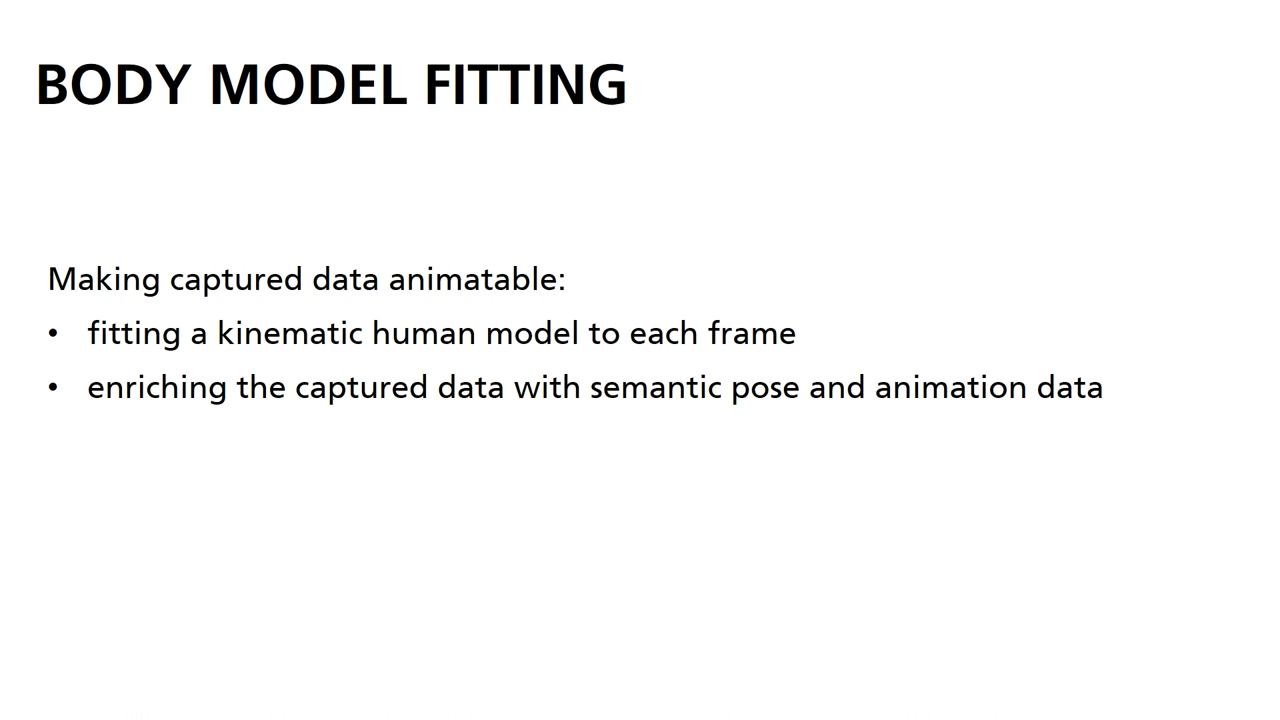 BODY MODEL FITTING
Making captured data animatable:
• fitting a kinematic human model to each frame
• enriching the captured data with semantic pose and animation data